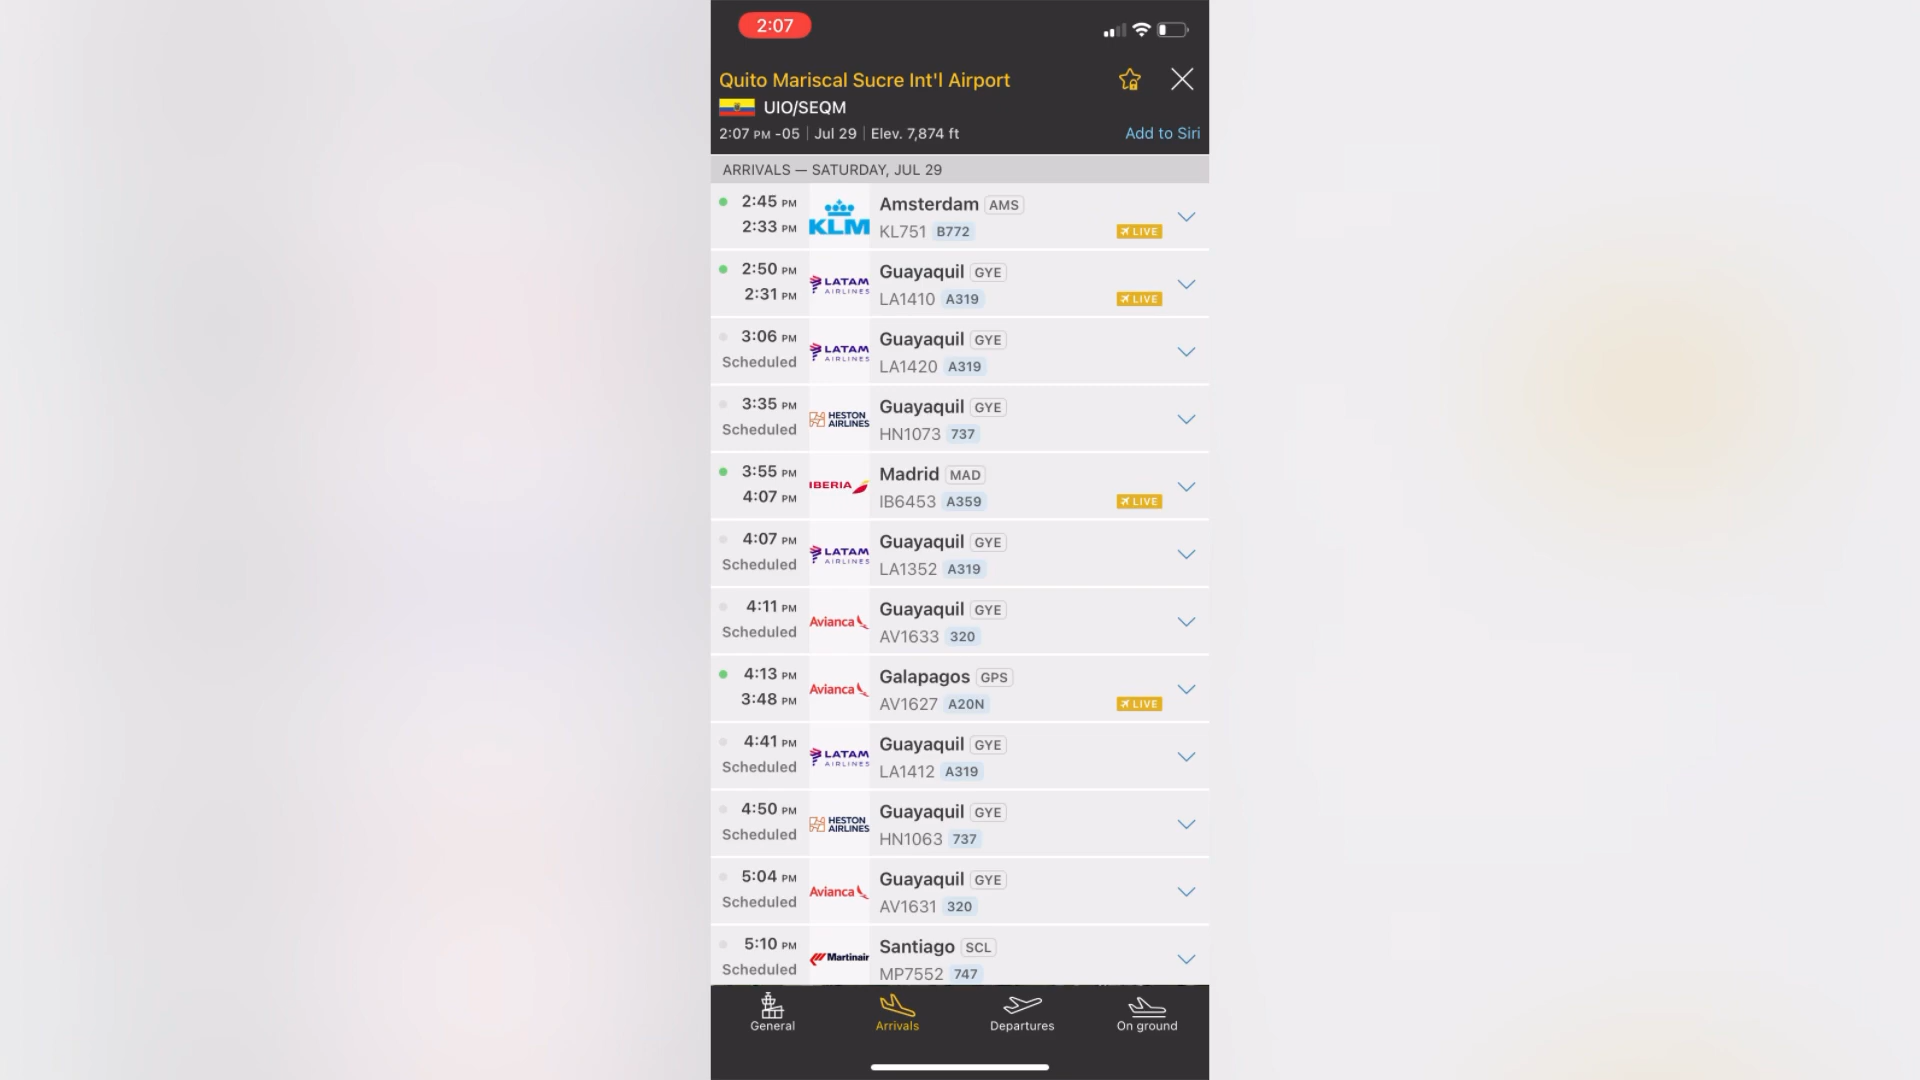 2:07
Quito Mariscal Sucre Int'l Airport
UIO/SEQM
2:07 PM -05 | Jul 29 | Elev. 7,874 ft
Add to Siri
ARRIVALS — SATURDAY, JUL 29
2:45 PM KLM Amsterdam AMS
2:33 PM KL751 B772 LIVE
2:50 PM LATAM AIRLINES Guayaquil GYE
2:31 PM LA1410 A319 LIVE
3:06 PM LATAM AIRLINES Guayaquil GYE
Scheduled LA1420 A319
3:35 PM HESTON AIRLINES Guayaquil GYE
Scheduled HN1073 737
3:55 PM IBERIA Madrid MAD
4:07 PM IB6453 A359 LIVE
4:07 PM LATAM AIRLINES Guayaquil GYE
Scheduled LA1352 A319
4:11 PM Avianca Guayaquil GYE
Scheduled AV1633 320
4:13 PM Avianca Galapagos GPS
3:48 PM AV1627 A20N LIVE
4:41 PM LATAM AIRLINES Guayaquil GYE
Scheduled LA1412 A319
4:50 PM HESTON AIRLINES Guayaquil GYE
Scheduled HN1063 737
5:04 PM Avianca Guayaquil GYE
Scheduled AV1631 320
5:10 PM Martinair Santiago SCL
Scheduled MP7552 747
General Arrivals Departures On ground